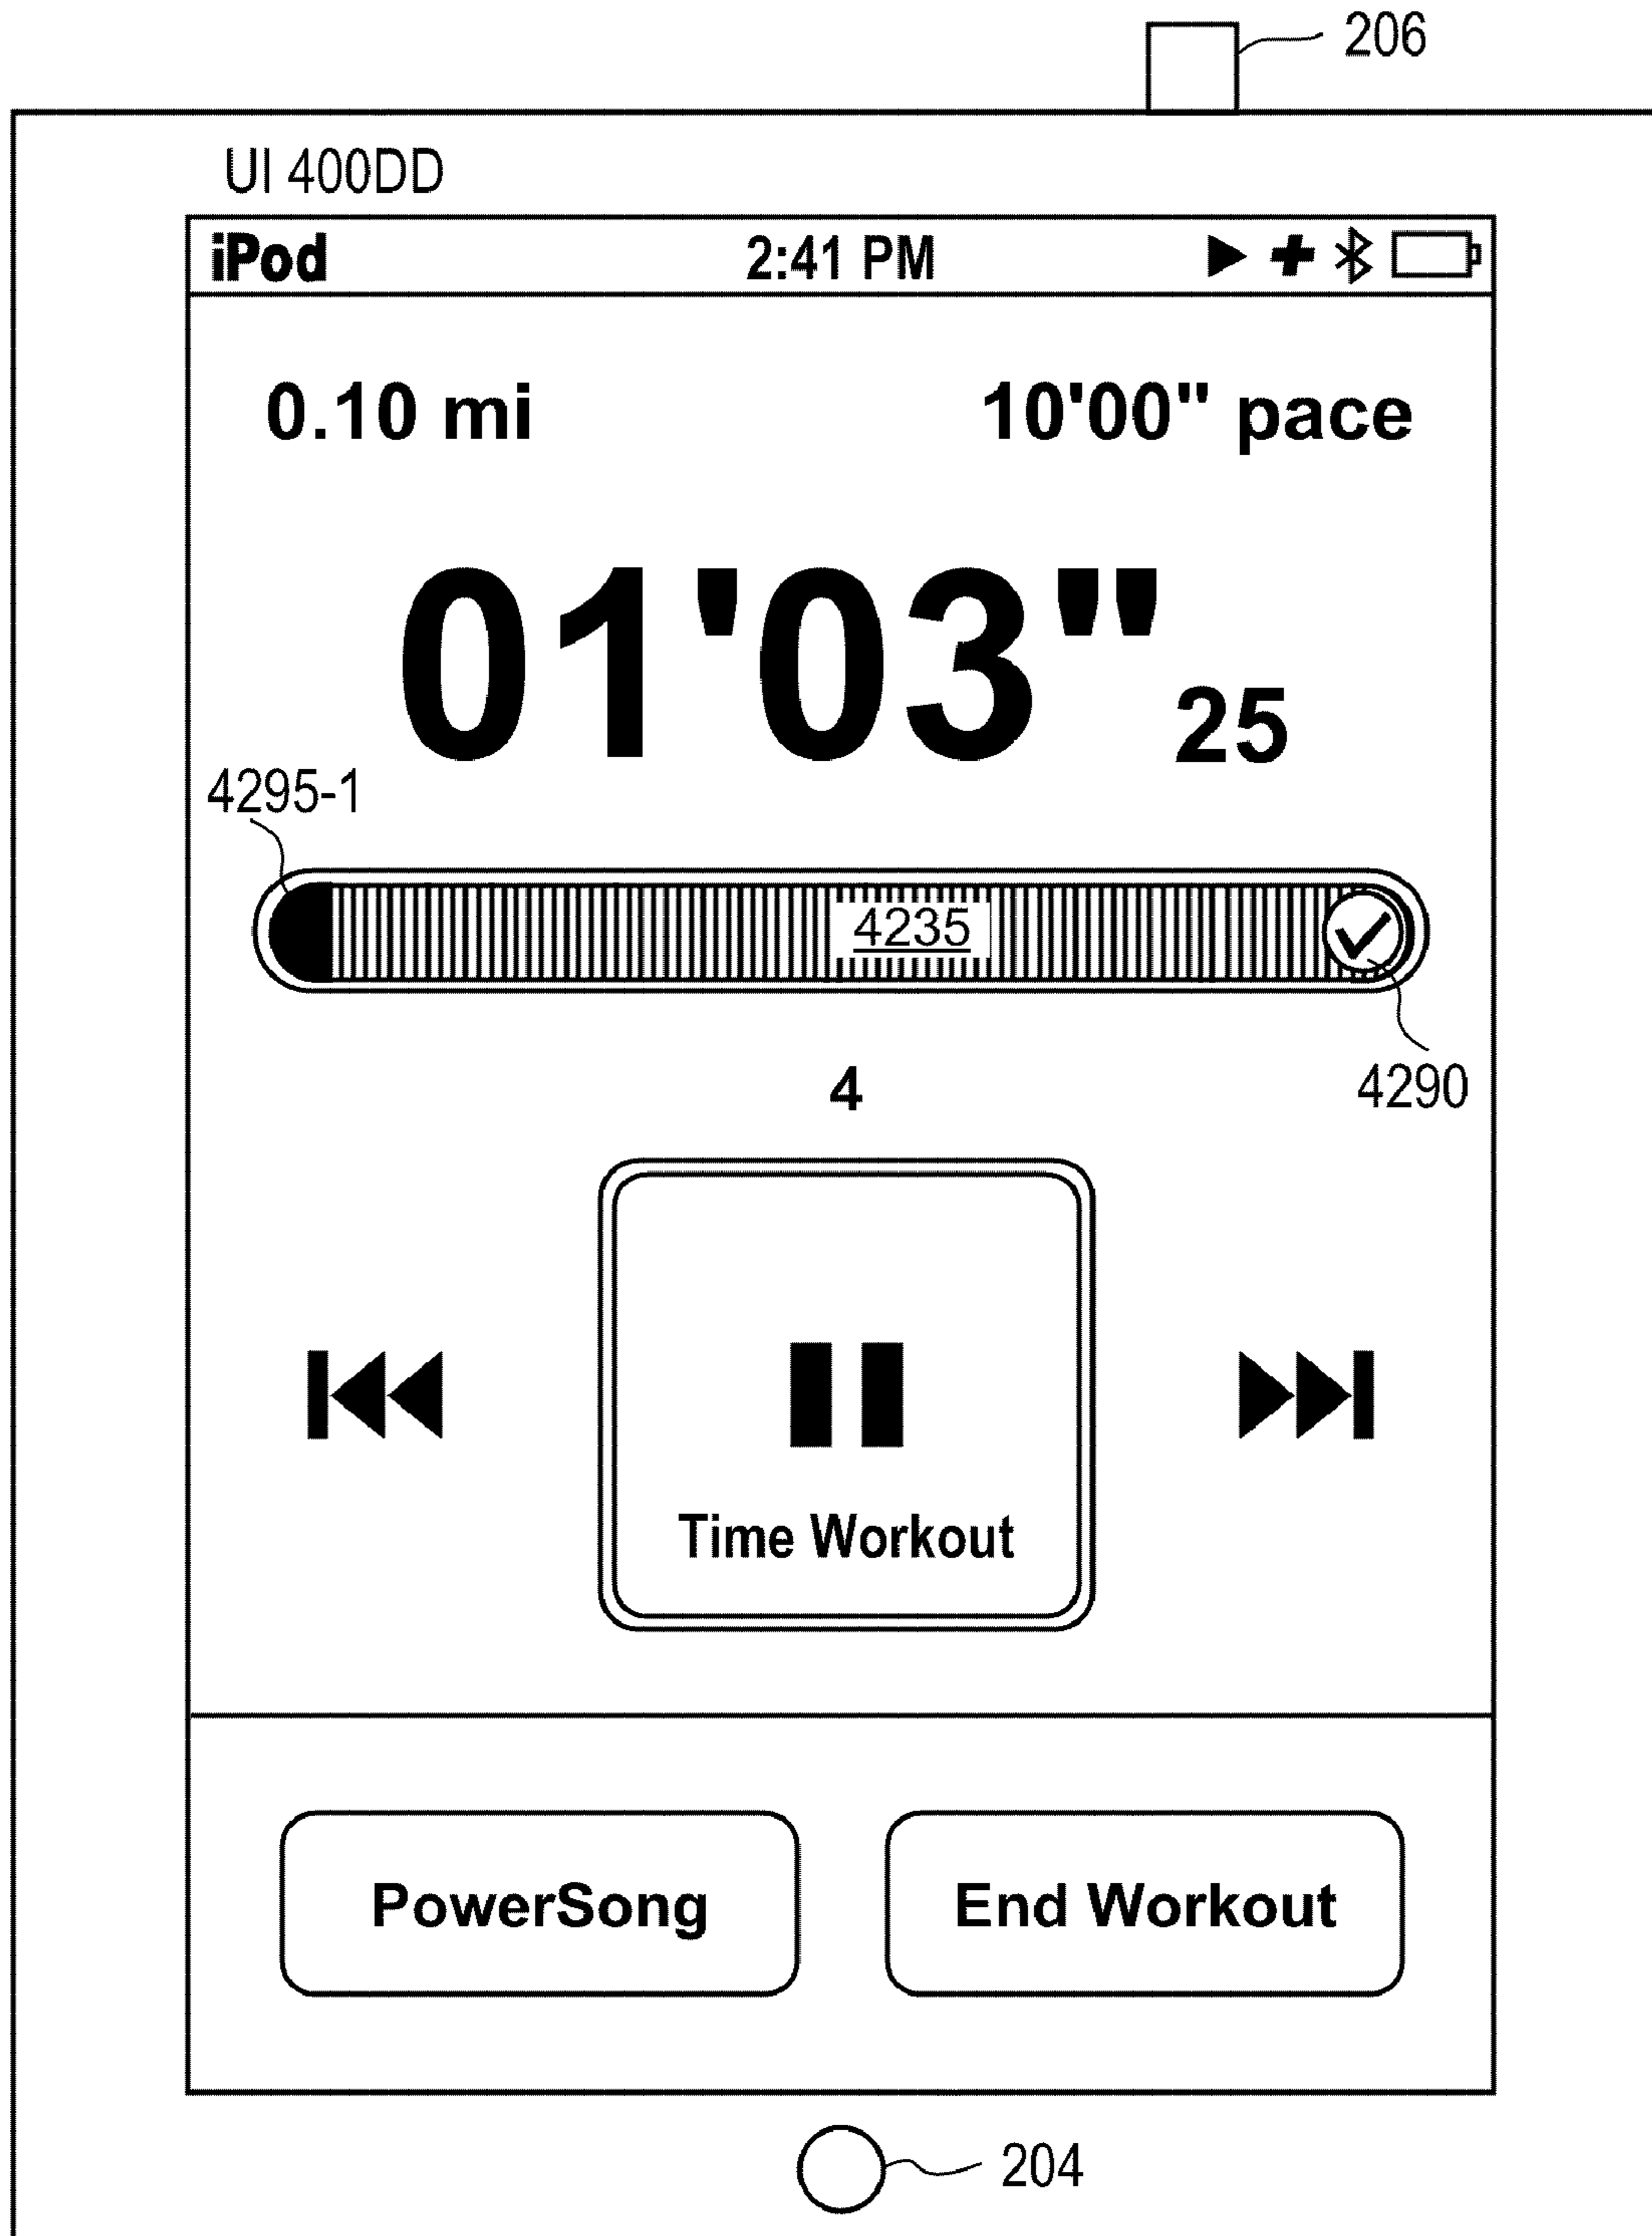 206
UI 400DD
iPod 2:41 PM
0.10 mi 10'00" pace
01'03" 25
4295-1
4235
4 4290
Time Workout
PowerSong End Workout
204